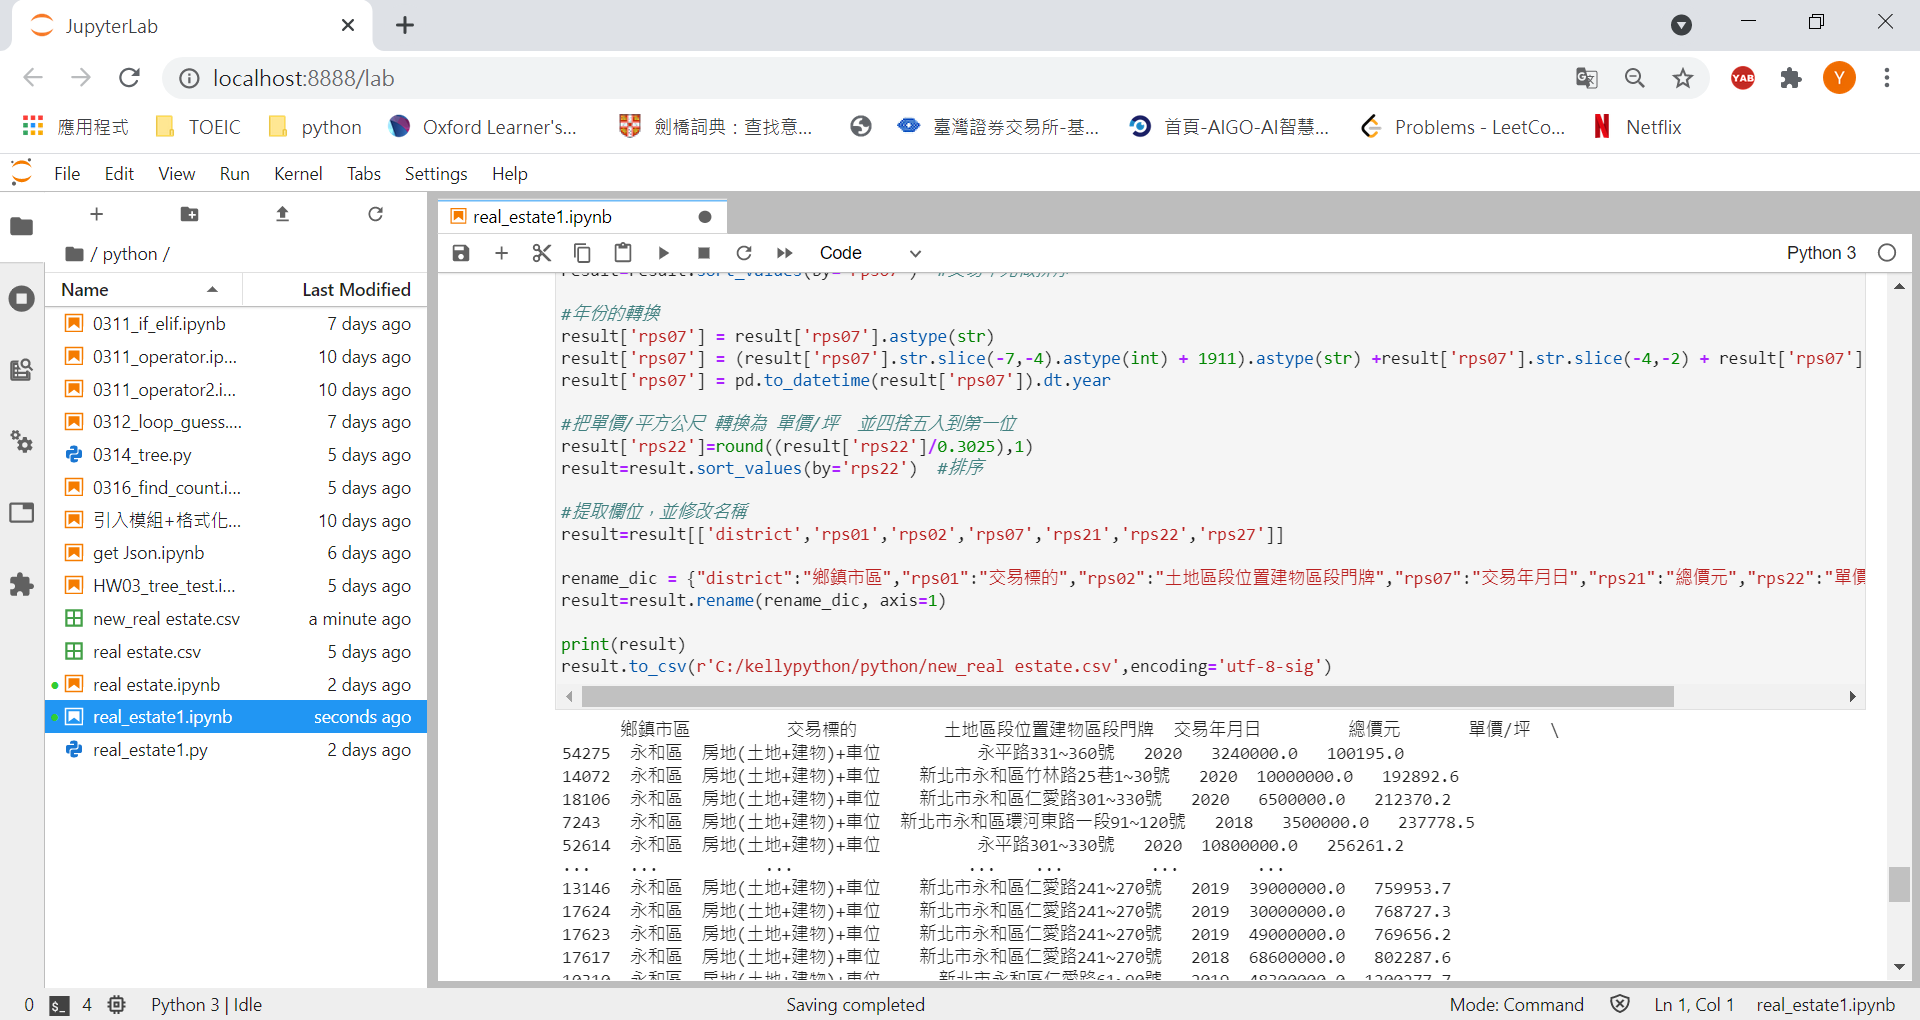 JupyterLab
localhost:8888/lab
YAB
Y
應用程式
TOEIC
python
Oxford Learner's...
劍橋詞典：查找意...
臺灣證券交易所-基...
首頁-AIGO-AI智慧...
Problems - LeetCo...
Netflix
File Edit View Run Kernel Tabs Settings Help
/ python /
Name Last Modified
0311_if_elif.ipynb 7 days ago
0311_operator.ip... 10 days ago
0311_operator2.i... 10 days ago
0312_loop_guess.... 7 days ago
0314_tree.py 5 days ago
0316_find_count.i... 5 days ago
引入模組+格式化... 10 days ago
get Json.ipynb 6 days ago
HW03_tree_test.i... 5 days ago
new_real estate.csv a minute ago
real estate.csv 5 days ago
real estate.ipynb 2 days ago
real_estate1.ipynb seconds ago
real_estate1.py 2 days ago
real_estate1.ipynb
Code
Python 3
#年份的轉換
result['rps07'] = result['rps07'].astype(str)
result['rps07'] = (result['rps07'].str.slice(-7,-4).astype(int) + 1911).astype(str) +result['rps07'].str.slice(-4,-2) + result['rps07']
result['rps07'] = pd.to_datetime(result['rps07']).dt.year
#把單價/平方公尺 轉換為 單價/坪 並四捨五入到第一位
result['rps22']=round((result['rps22']/0.3025),1)
result=result.sort_values(by='rps22') #排序
#提取欄位，並修改名稱
result=result[['district','rps01','rps02','rps07','rps21','rps22','rps27']]
rename_dic = {"district":"鄉鎮市區","rps01":"交易標的","rps02":"土地區段位置建物區段門牌","rps07":"交易年月日","rps21":"總價元","rps22":"單價
result=result.rename(rename_dic, axis=1)
print(result)
result.to_csv(r'C:/kellypython/python/new_real estate.csv',encoding='utf-8-sig')
鄉鎮市區 交易標的 土地區段位置建物區段門牌 交易年月日 總價元 單價/坪 \
54275 永和區 房地(土地+建物)+車位 永平路331~360號 2020 3240000.0 100195.0
14072 永和區 房地(土地+建物)+車位 新北市永和區竹林路25巷1~30號 2020 10000000.0 192892.6
18106 永和區 房地(土地+建物)+車位 新北市永和區仁愛路301~330號 2020 6500000.0 212370.2
7243 永和區 房地(土地+建物)+車位 新北市永和區環河東路一段91~120號 2018 3500000.0 237778.5
52614 永和區 房地(土地+建物)+車位 永平路301~330號 2020 10800000.0 256261.2
... ... ... ... ... ... ...
13146 永和區 房地(土地+建物)+車位 新北市永和區仁愛路241~270號 2019 39000000.0 759953.7
17624 永和區 房地(土地+建物)+車位 新北市永和區仁愛路241~270號 2019 30000000.0 768727.3
17623 永和區 房地(土地+建物)+車位 新北市永和區仁愛路241~270號 2019 49000000.0 769656.2
17617 永和區 房地(土地+建物)+車位 新北市永和區仁愛路241~270號 2018 68600000.0 802287.6
0 4 Python 3 | Idle
Saving completed
Mode: Command
Ln 1, Col 1
real_estate1.ipynb